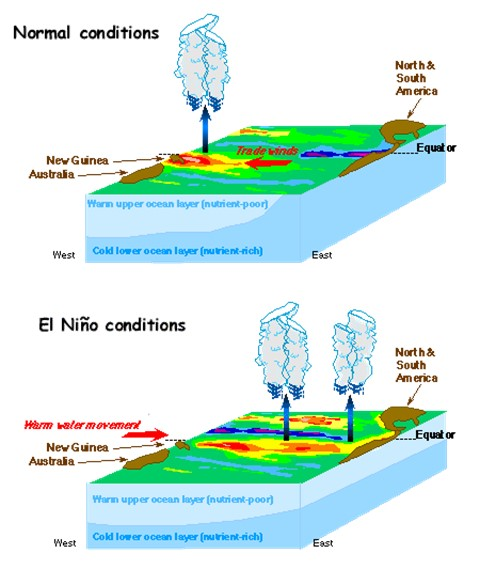 Normal conditions
North &
South
America
Trade winds
Equator
New Guinea
Australia
Warm upper ocean layer (nutrient-poor)
Cold lower ocean layer (nutrient-rich)
West
East
El Niño conditions
North &
South
America
Warm water movement
Equator
New Guinea
Australia
Warm upper ocean layer (nutrient-poor)
Cold lower ocean layer (nutrient-rich)
West
East